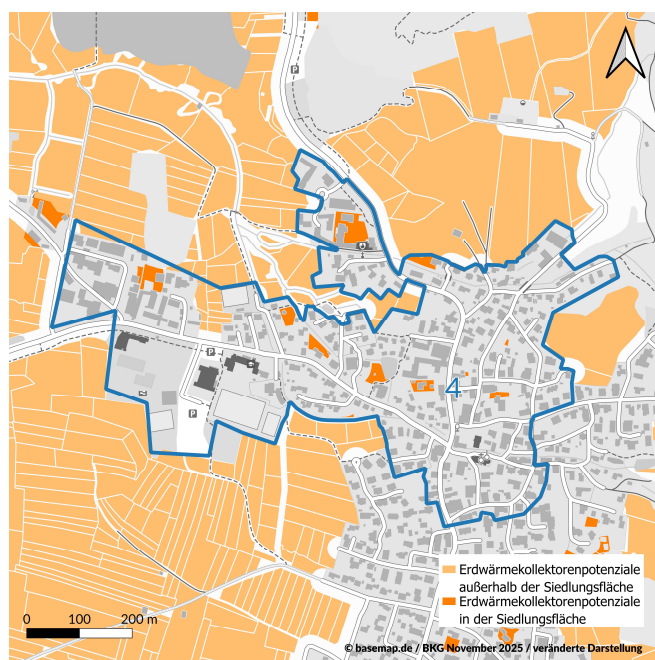 P
P
P
4
Erdwärmekollektorenpotenziale
außerhalb der Siedlungsfläche
Erdwärmekollektorenpotenziale
in der Siedlungsfläche
0 100 200 m
© basemap.de / BKG November 2025 / veränderte Darstellung